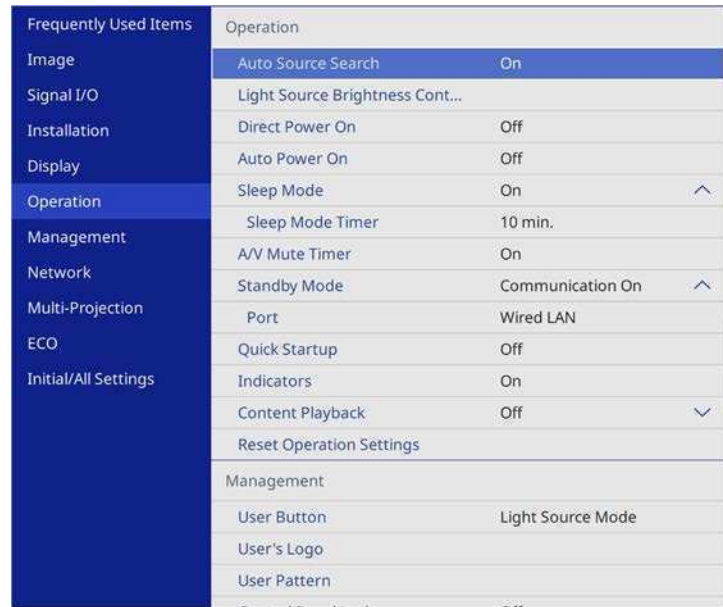 Frequently Used Items
Image
Signal I/O
Installation
Display
Operation
Management
Network
Multi-Projection
ECO
Initial/All Settings
Operation
Auto Source Search On
Light Source Brightness Cont...
Direct Power On Off
Auto Power On Off
Sleep Mode On
Sleep Mode Timer 10 min.
A/V Mute Timer On
Standby Mode Communication On
Port Wired LAN
Quick Startup Off
Indicators On
Content Playback Off
Reset Operation Settings
Management
User Button Light Source Mode
User's Logo
User Pattern